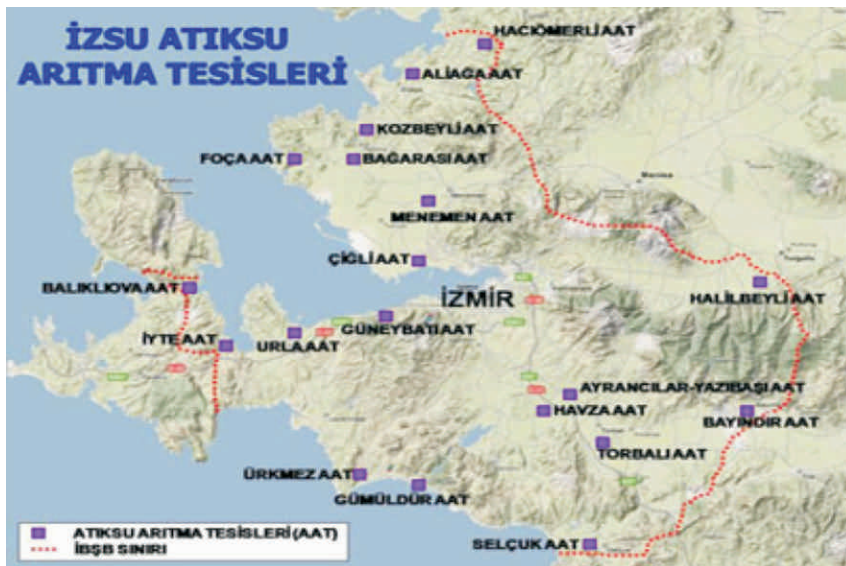 İZSU ATIKSU
ARITMA TESİSLERİ
HACIÖMERLİ AAT
ALİAĞA AAT
KOZBEYLİ AAT
FOÇA AAT
BAĞARASI AAT
MENEMEN AAT
ÇİĞLİ AAT
BALIKLIOVA AAT
İZMİR
HALİLBEYLİ AAT
GÜNEYBATI AAT
İYTE AAT
URLA AAT
AYRANCILAR-YAZIBAŞI AAT
HAVZA AAT
BAYINDIR AAT
TORBALI AAT
ÜRKMEZ AAT
GÜMÜLDÜR AAT
SELÇUK AAT
ATIKSU ARITMA TESİSLERİ (AAT)
İBŞB SINIRI
Manisa